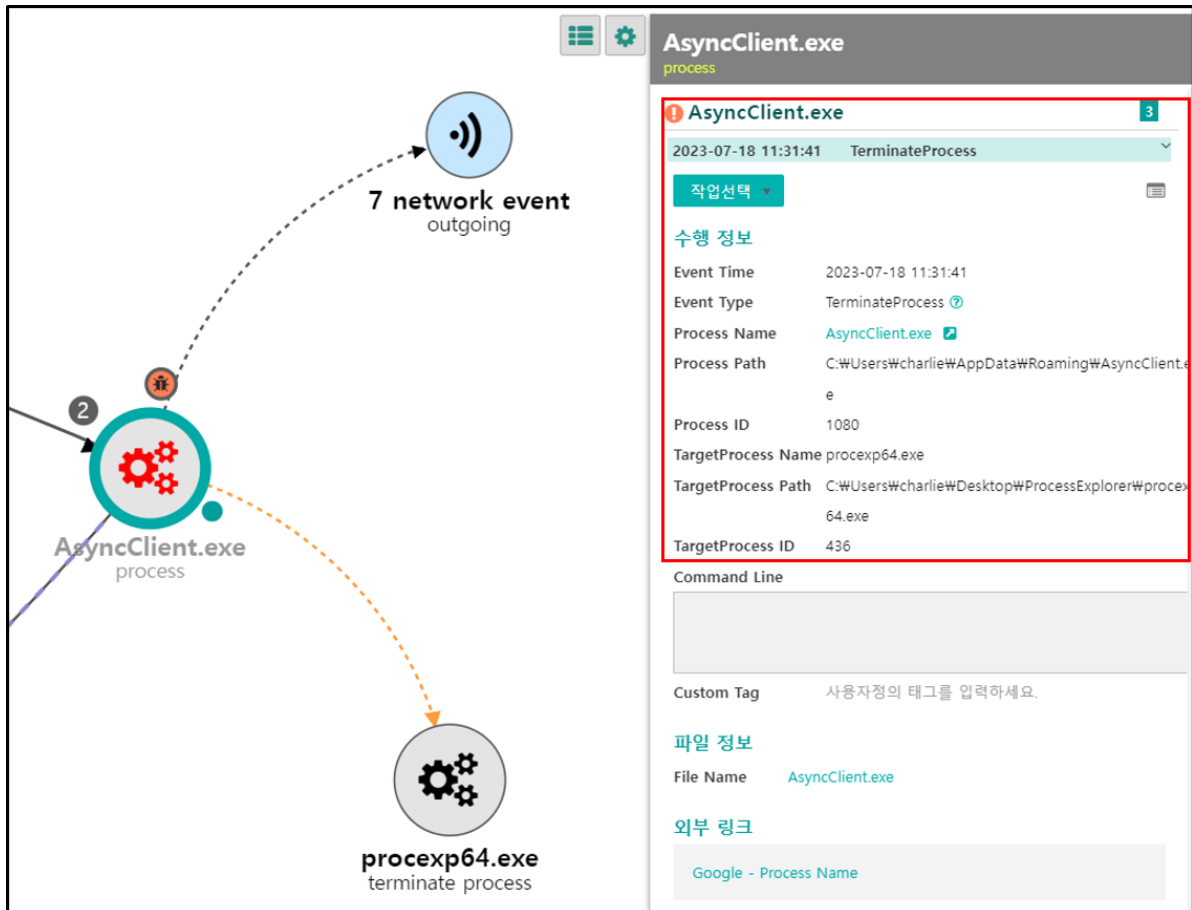 7 network event
outgoing
2
AsyncClient.exe
process
procexp64.exe
terminate process
AsyncClient.exe
process
AsyncClient.exe 3
2023-07-18 11:31:41 TerminateProcess
작업선택
수행 정보
Event Time 2023-07-18 11:31:41
Event Type TerminateProcess
Process Name AsyncClient.exe
Process Path C:₩Users₩charlie₩AppData₩Roaming₩AsyncClient.e
e
Process ID 1080
TargetProcess Name procexp64.exe
TargetProcess Path C:₩Users₩charlie₩Desktop₩ProcessExplorer₩procex
64.exe
TargetProcess ID 436
Command Line
Custom Tag 사용자정의 태그를 입력하세요.
파일 정보
File Name AsyncClient.exe
외부 링크
Google - Process Name